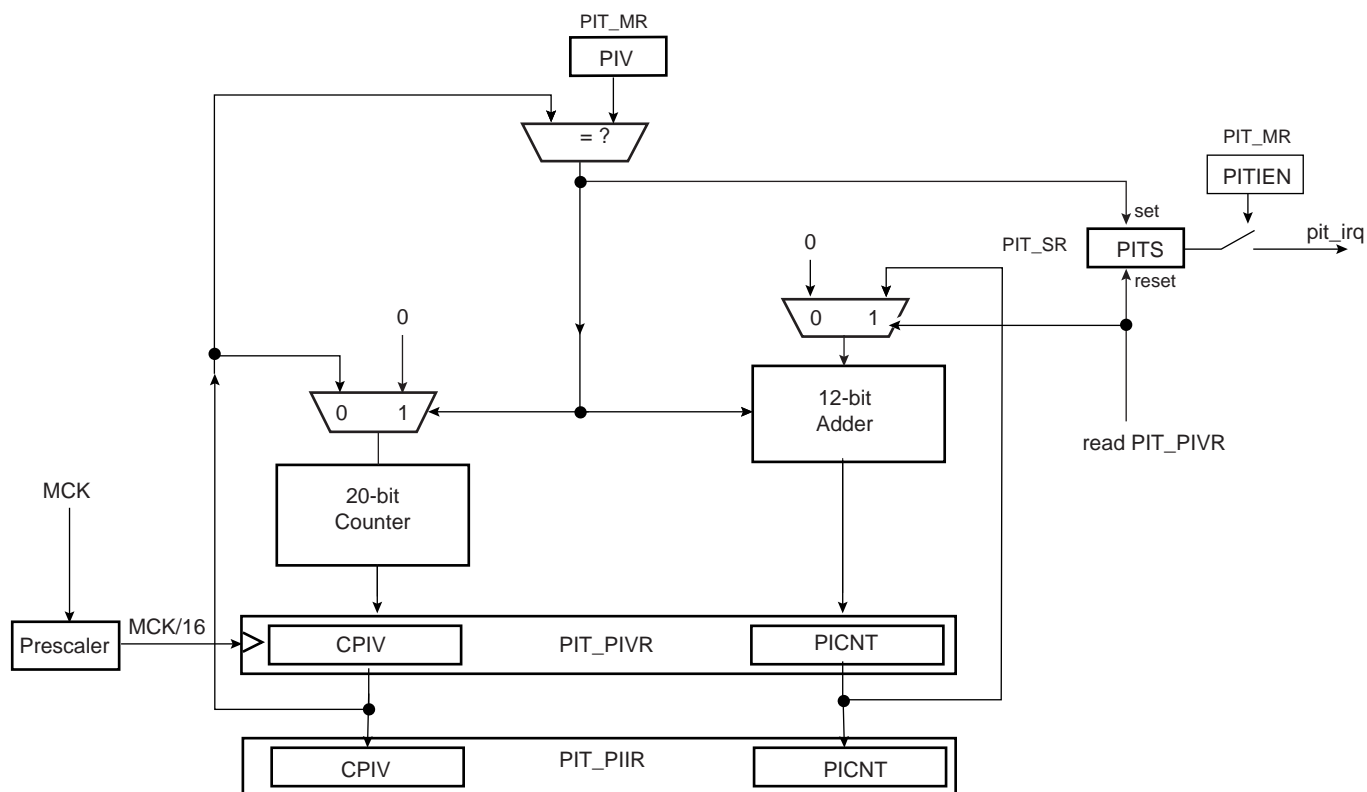 PIT_MR
PIV
= ?
PIT_MR
PITIEN
set
0
PIT_SR
PITS
pit_irq
reset
0
0 1
0
1
12-bit
Adder
read PIT_PIVR
MCK
20-bit
Counter
MCK/16
Prescaler
CPIV
PIT_PIVR
PICNT
CPIV
PIT_PIIR
PICNT